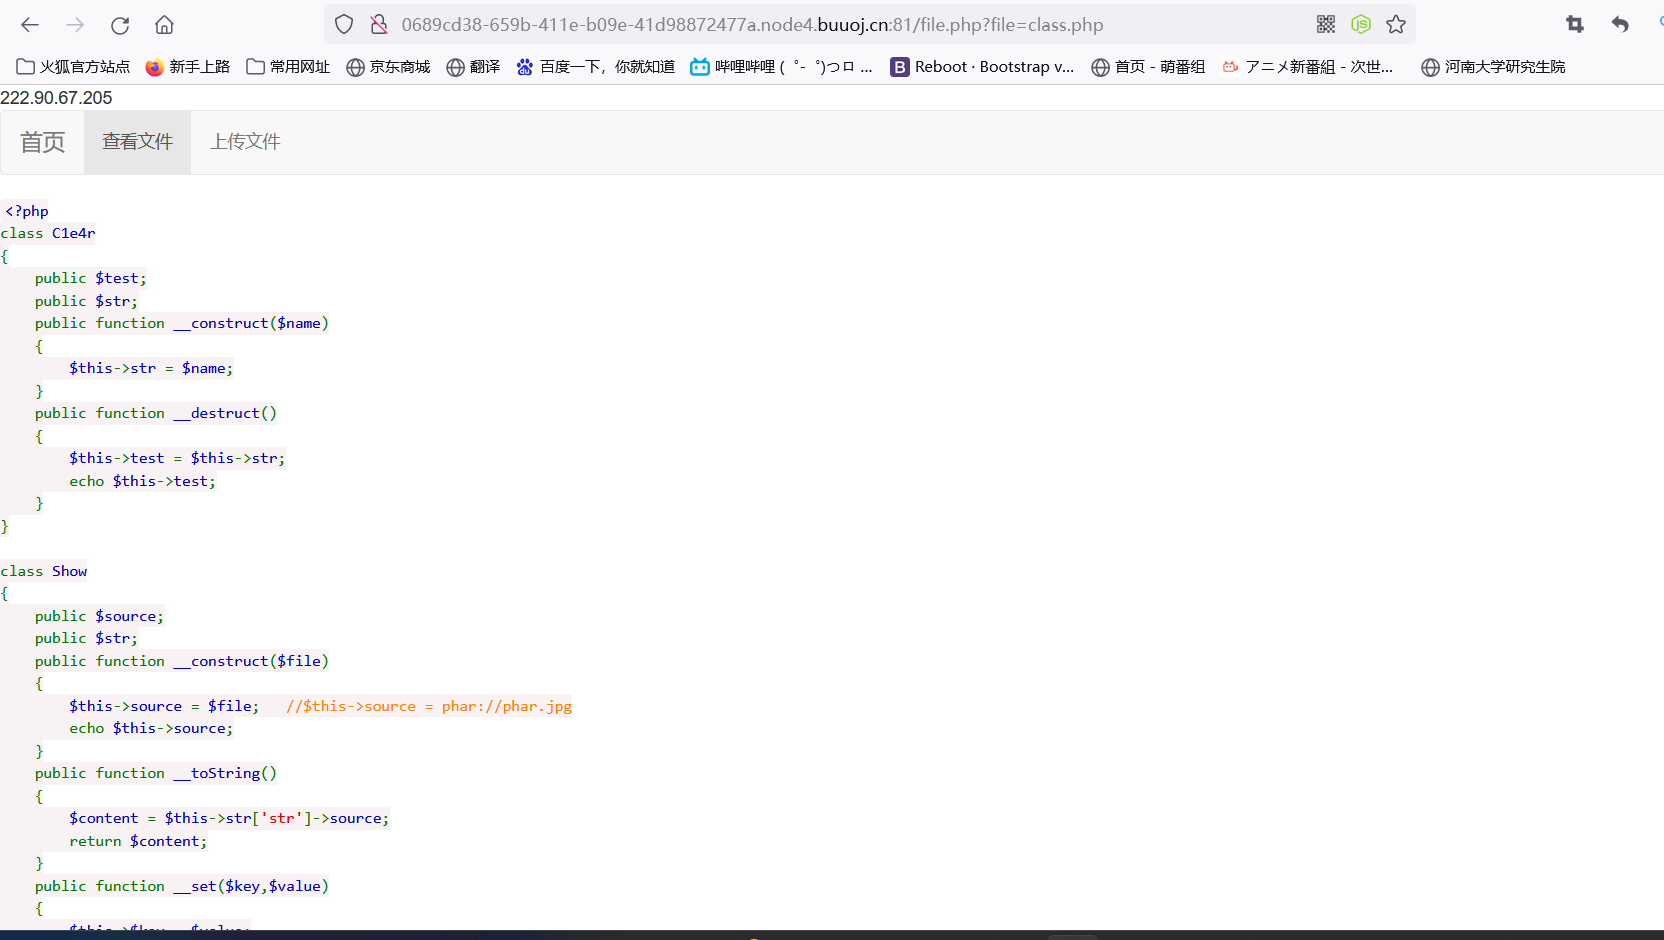 0689cd38-659b-411e-b09e-41d98872477a.node4.buuoj.cn:81/file.php?file=class.php
火狐官方站点 新手上路 常用网址 京东商城 翻译 百度一下，你就知道 哔哩哔哩 ( ゜- ゜)つロ ... B Reboot · Bootstrap v... 首页 - 萌番组 アニメ新番組 - 次世... 河南大学研究生院
222.90.67.205
首页 查看文件 上传文件
<?php
class C1e4r
{
    public $test;
    public $str;
    public function __construct($name)
    {
        $this->str = $name;
    }
    public function __destruct()
    {
        $this->test = $this->str;
        echo $this->test;
    }
}

class Show
{
    public $source;
    public $str;
    public function __construct($file)
    {
        $this->source = $file;   //$this->source = phar://phar.jpg
        echo $this->source;
    }
    public function __toString()
    {
        $content = $this->str['str']->source;
        return $content;
    }
    public function __set($key,$value)
    {
        $this->$key = $value;